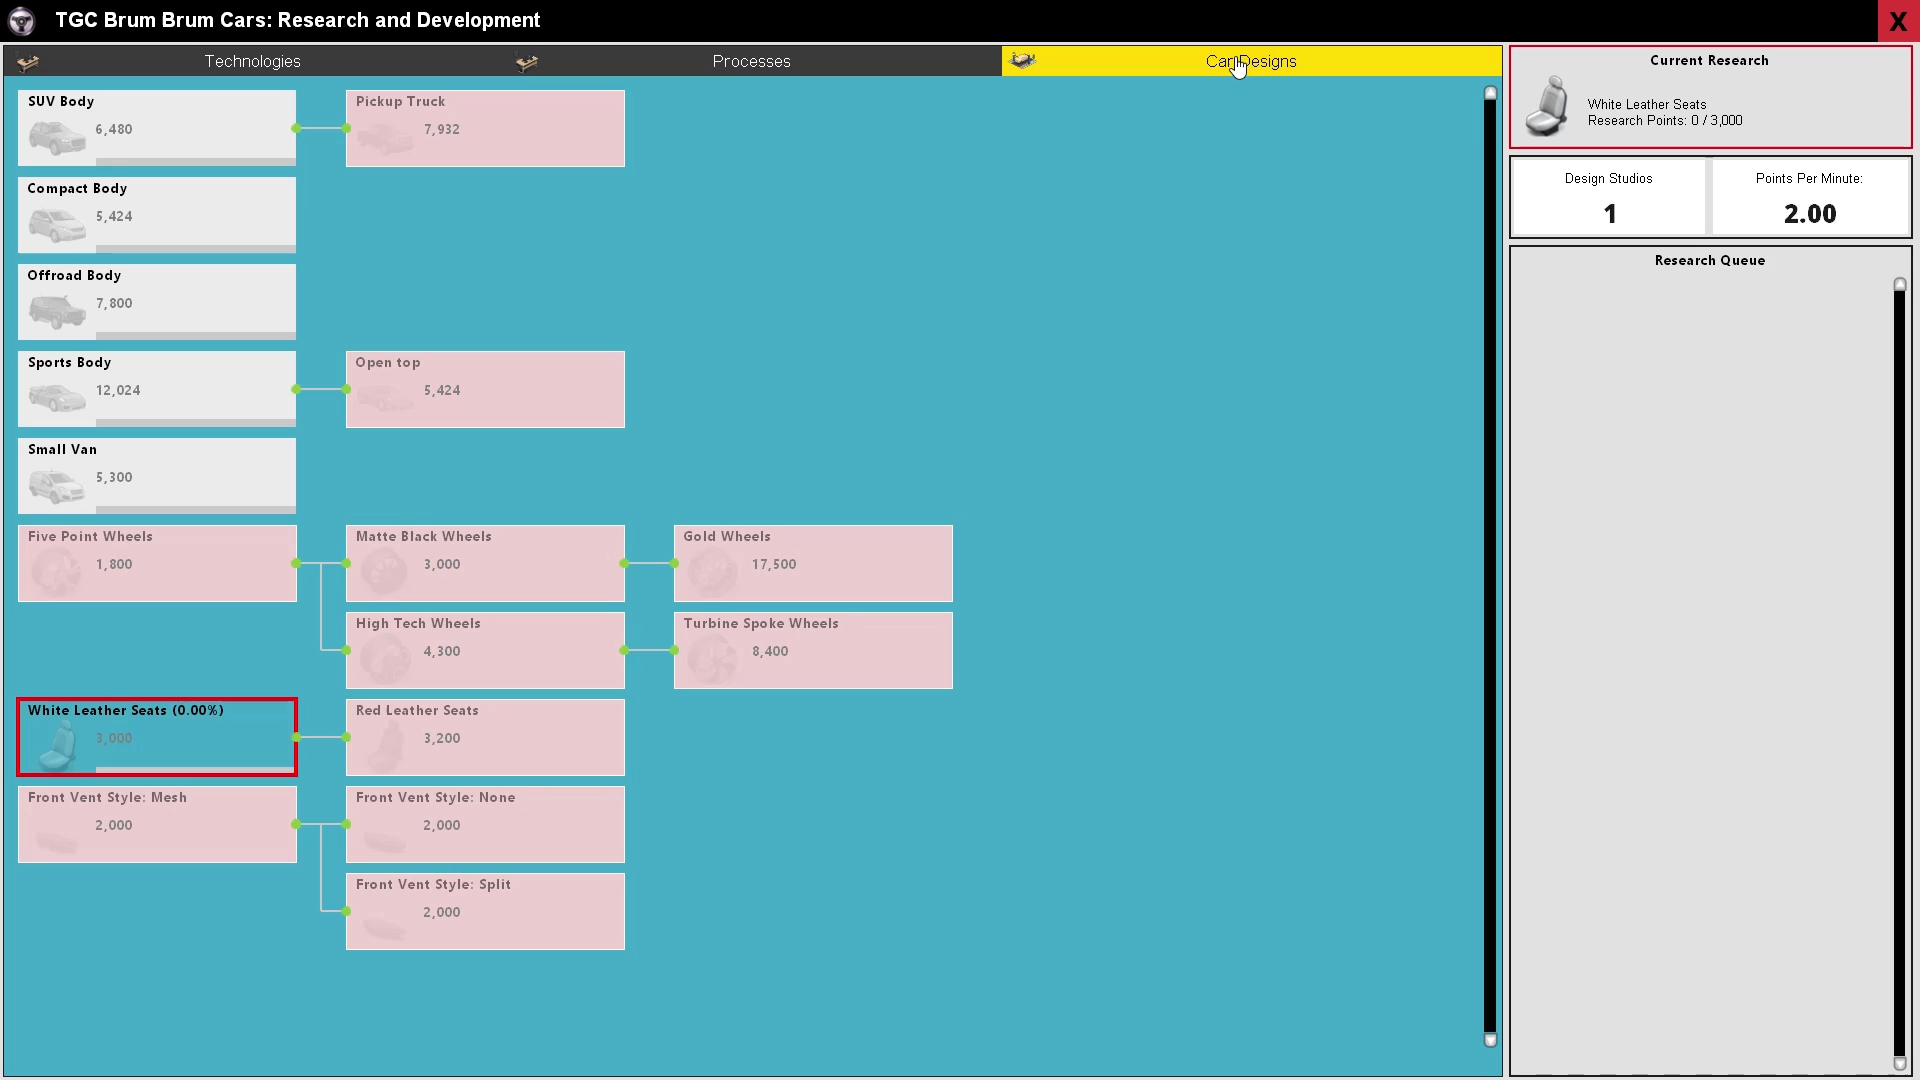 TGC Brum Brum Cars: Research and Development
X
Technologies
Processes
Car Designs
SUV Body
6,480
Pickup Truck
7,932
Compact Body
5,424
Offroad Body
7,800
Sports Body
12,024
Open top
5,424
Small Van
5,300
Five Point Wheels
1,800
Matte Black Wheels
3,000
Gold Wheels
17,500
High Tech Wheels
4,300
Turbine Spoke Wheels
8,400
White Leather Seats (0.00%)
3,000
Red Leather Seats
3,200
Front Vent Style: Mesh
2,000
Front Vent Style: None
2,000
Front Vent Style: Split
2,000
Current Research
White Leather Seats
Research Points: 0 / 3,000
Design Studios
1
Points Per Minute:
2.00
Research Queue